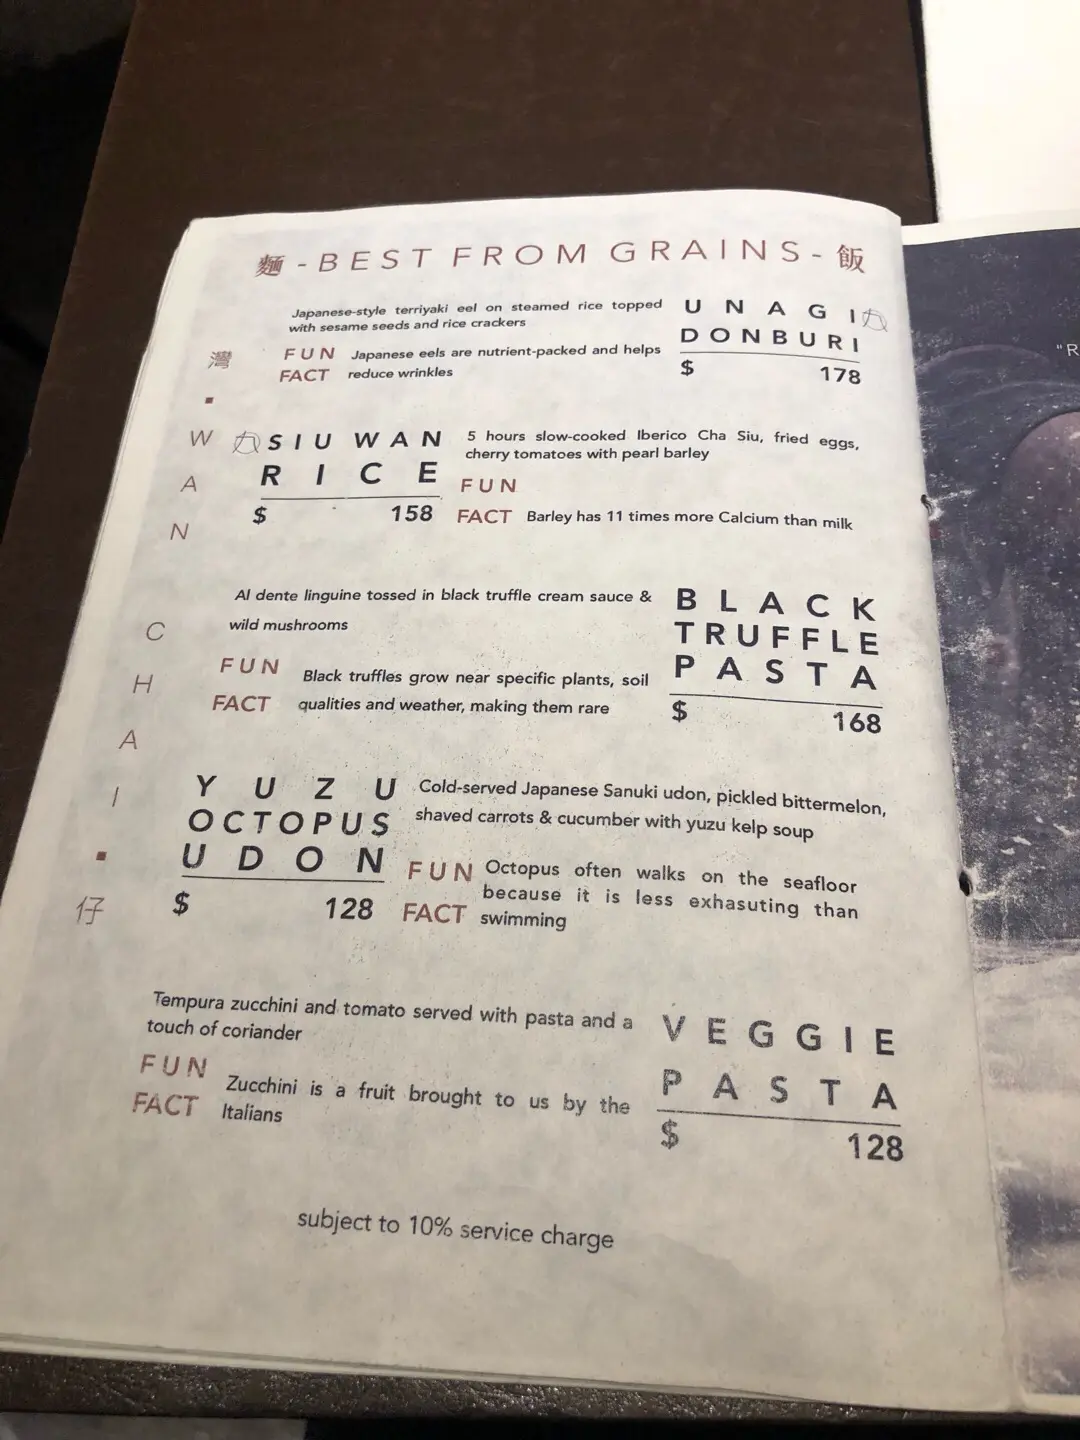 麵 - BEST FROM GRAINS - 飯
Japanese-style terriyaki eel on steamed rice topped
with sesame seeds and rice crackers
FUN
FACT
Japanese eels are nutrient-packed and helps
reduce wrinkles
UNAGI
DONBURI
$ 178
灣 ▪ WAN CHAI ▪ 仔
SIU WAN
RICE
$ 158
5 hours slow-cooked Iberico Cha Siu, fried eggs,
cherry tomatoes with pearl barley
FUN
FACT Barley has 11 times more Calcium than milk
Al dente linguine tossed in black truffle cream sauce &
wild mushrooms
FUN
FACT
Black truffles grow near specific plants, soil
qualities and weather, making them rare
BLACK
TRUFFLE
PASTA
$ 168
YUZU
OCTOPUS
UDON
$ 128
Cold-served Japanese Sanuki udon, pickled bittermelon,
shaved carrots & cucumber with yuzu kelp soup
FUN
FACT
Octopus often walks on the seafloor
because it is less exhasuting than
swimming
Tempura zucchini and tomato served with pasta and a
touch of coriander
FUN
FACT
Zucchini is a fruit brought to us by the
Italians
VEGGIE
PASTA
$ 128
subject to 10% service charge
"R